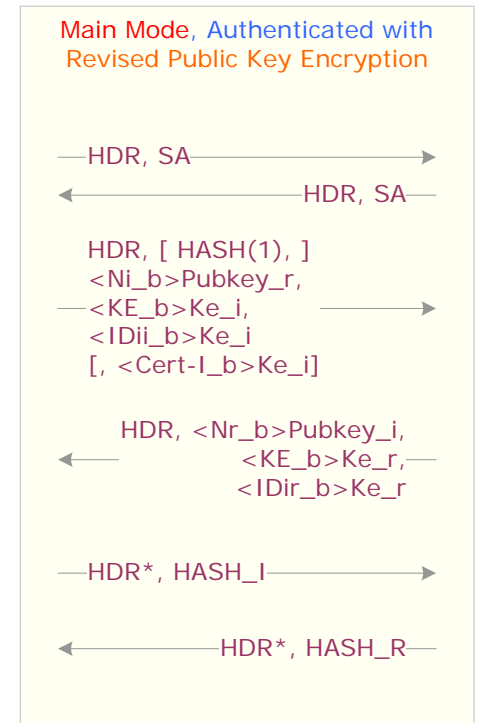 Main Mode, Authenticated with
Revised Public Key Encryption
HDR, SA
HDR, SA
HDR, [ HASH(1), ]
<Ni_b>Pubkey_r,
<KE_b>Ke_i,
<IDii_b>Ke_i
[, <Cert-I_b>Ke_i]
HDR, <Nr_b>Pubkey_i,
<KE_b>Ke_r,
<IDir_b>Ke_r
HDR*, HASH_I
HDR*, HASH_R